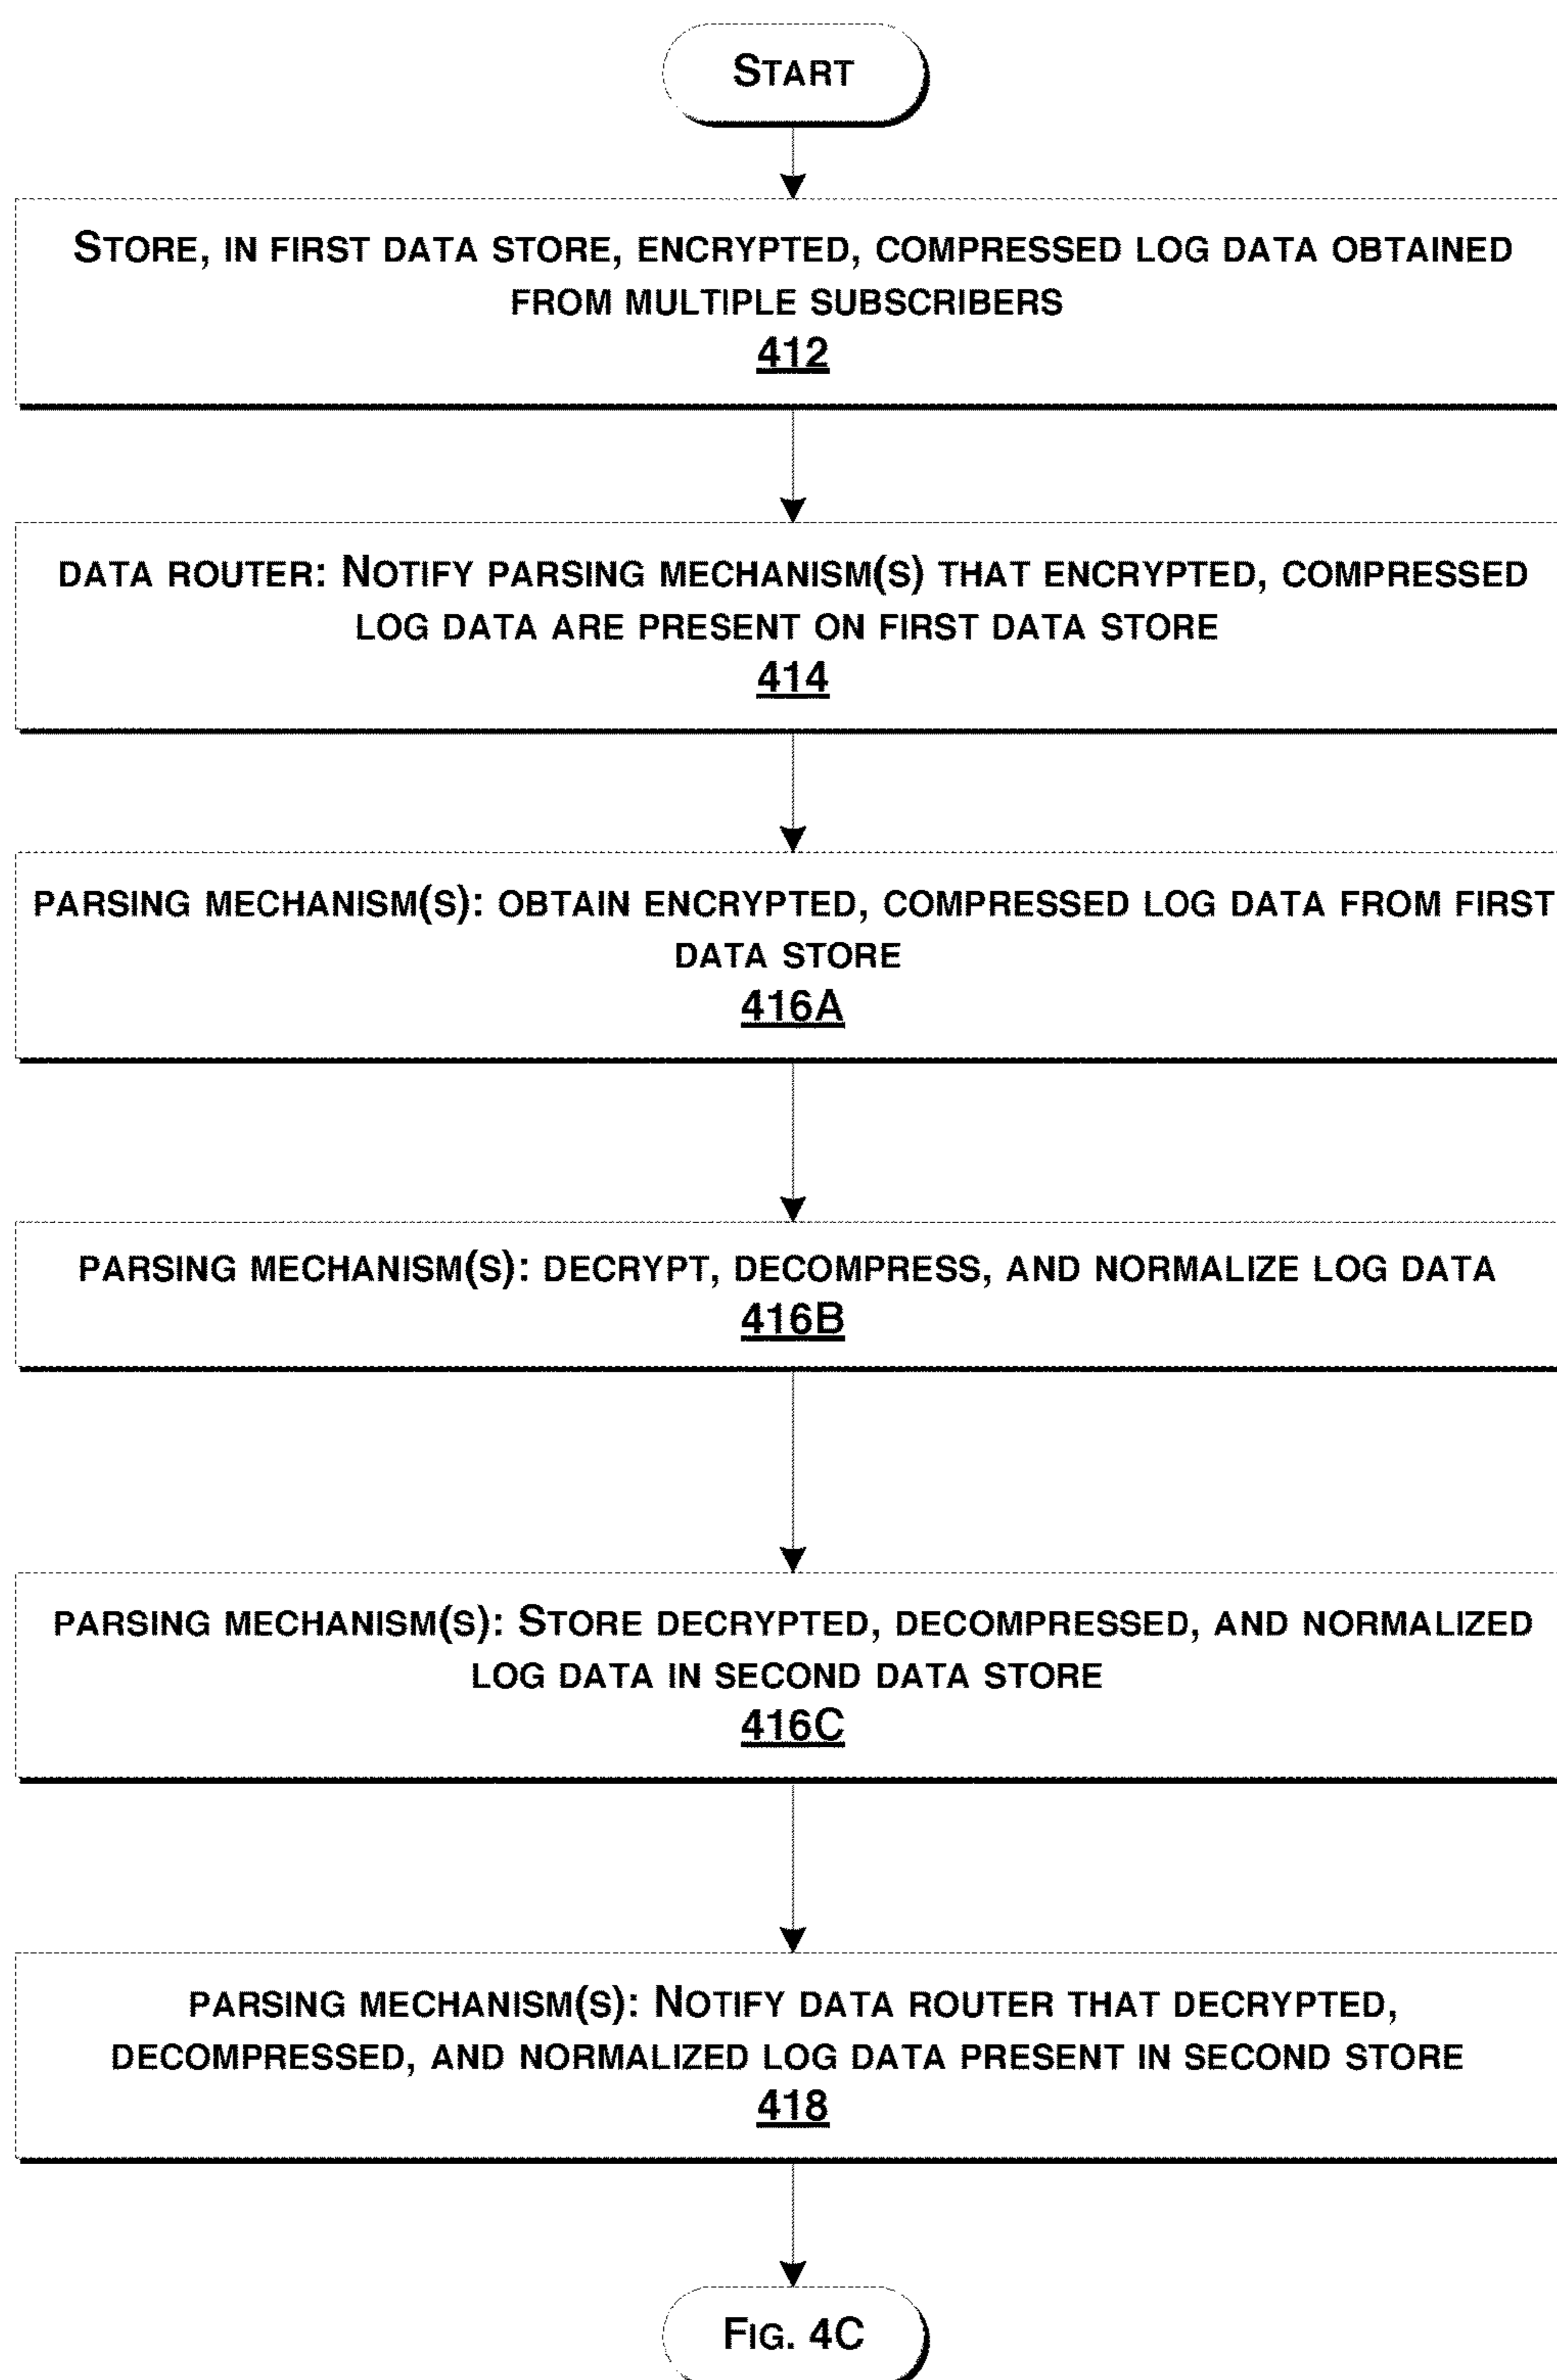 START
STORE, IN FIRST DATA STORE, ENCRYPTED, COMPRESSED LOG DATA OBTAINED
FROM MULTIPLE SUBSCRIBERS
412
DATA ROUTER: NOTIFY PARSING MECHANISM(S) THAT ENCRYPTED, COMPRESSED
LOG DATA ARE PRESENT ON FIRST DATA STORE
414
PARSING MECHANISM(S): OBTAIN ENCRYPTED, COMPRESSED LOG DATA FROM FIRST
DATA STORE
416A
PARSING MECHANISM(S): DECRYPT, DECOMPRESS, AND NORMALIZE LOG DATA
416B
PARSING MECHANISM(S): STORE DECRYPTED, DECOMPRESSED, AND NORMALIZED
LOG DATA IN SECOND DATA STORE
416C
PARSING MECHANISM(S): NOTIFY DATA ROUTER THAT DECRYPTED,
DECOMPRESSED, AND NORMALIZED LOG DATA PRESENT IN SECOND STORE
418
FIG. 4C